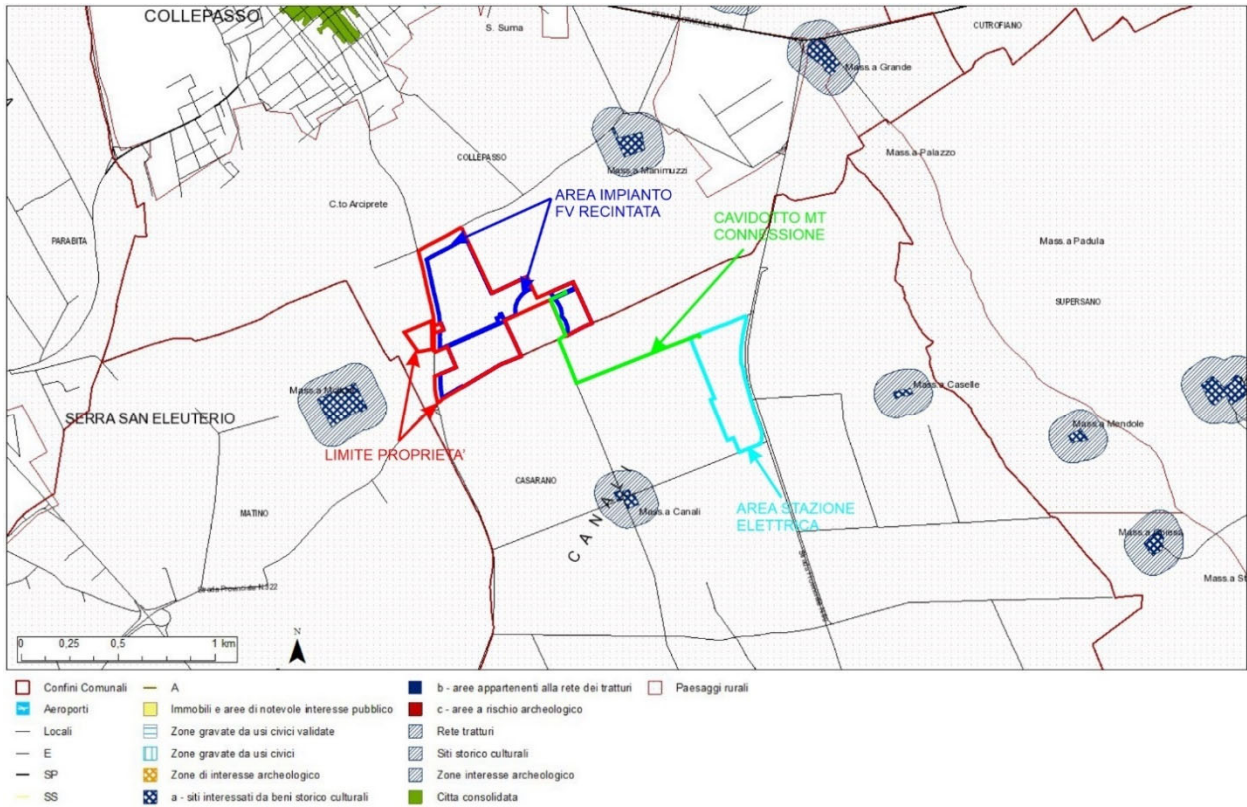 COLLEPASSO
S. Suma
CUTROFIANO
Mass.a Grande
Mass.a Palazzo
Mass.a Manimuzzi
COLLEPASSO
C.to Arciprete
AREA IMPIANTO
FV RECINTATA
CAVIDOTTO MT
CONNESSIONE
PARABITA
Mass.a Padula
SUPERSANO
SERRA SAN ELEUTERIO
Mass.a Caselle
Mass.a Mendole
LIMITE PROPRIETA'
CASARANO
MATINO
Mass.a Canali
CANALI
AREA STAZIONE
ELETTRICA
0 0,25 0,5 1 km
N
Confini Comunali
Aeroporti
Locali
E
SP
SS
A
Immobili e aree di notevole interesse pubblico
Zone gravate da usi civici validate
Zone gravate da usi civici
Zone di interesse archeologico
a - siti interessati da beni storico culturali
b - aree appartenenti alla rete dei tratturi
c - aree a rischio archeologico
Rete tratturi
Siti storico culturali
Zone interesse archeologico
Citta consolidata
Paesaggi rurali